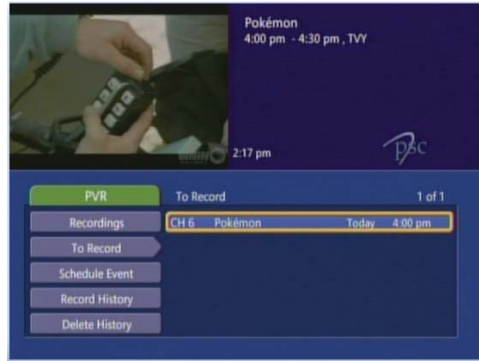 Pokémon
4:00 pm - 4:30 pm , TVY
2:17 pm
psc
PVR
To Record
1 of 1
Recordings
CH 6 Pokémon Today 4:00 pm
To Record
Schedule Event
Record History
Delete History